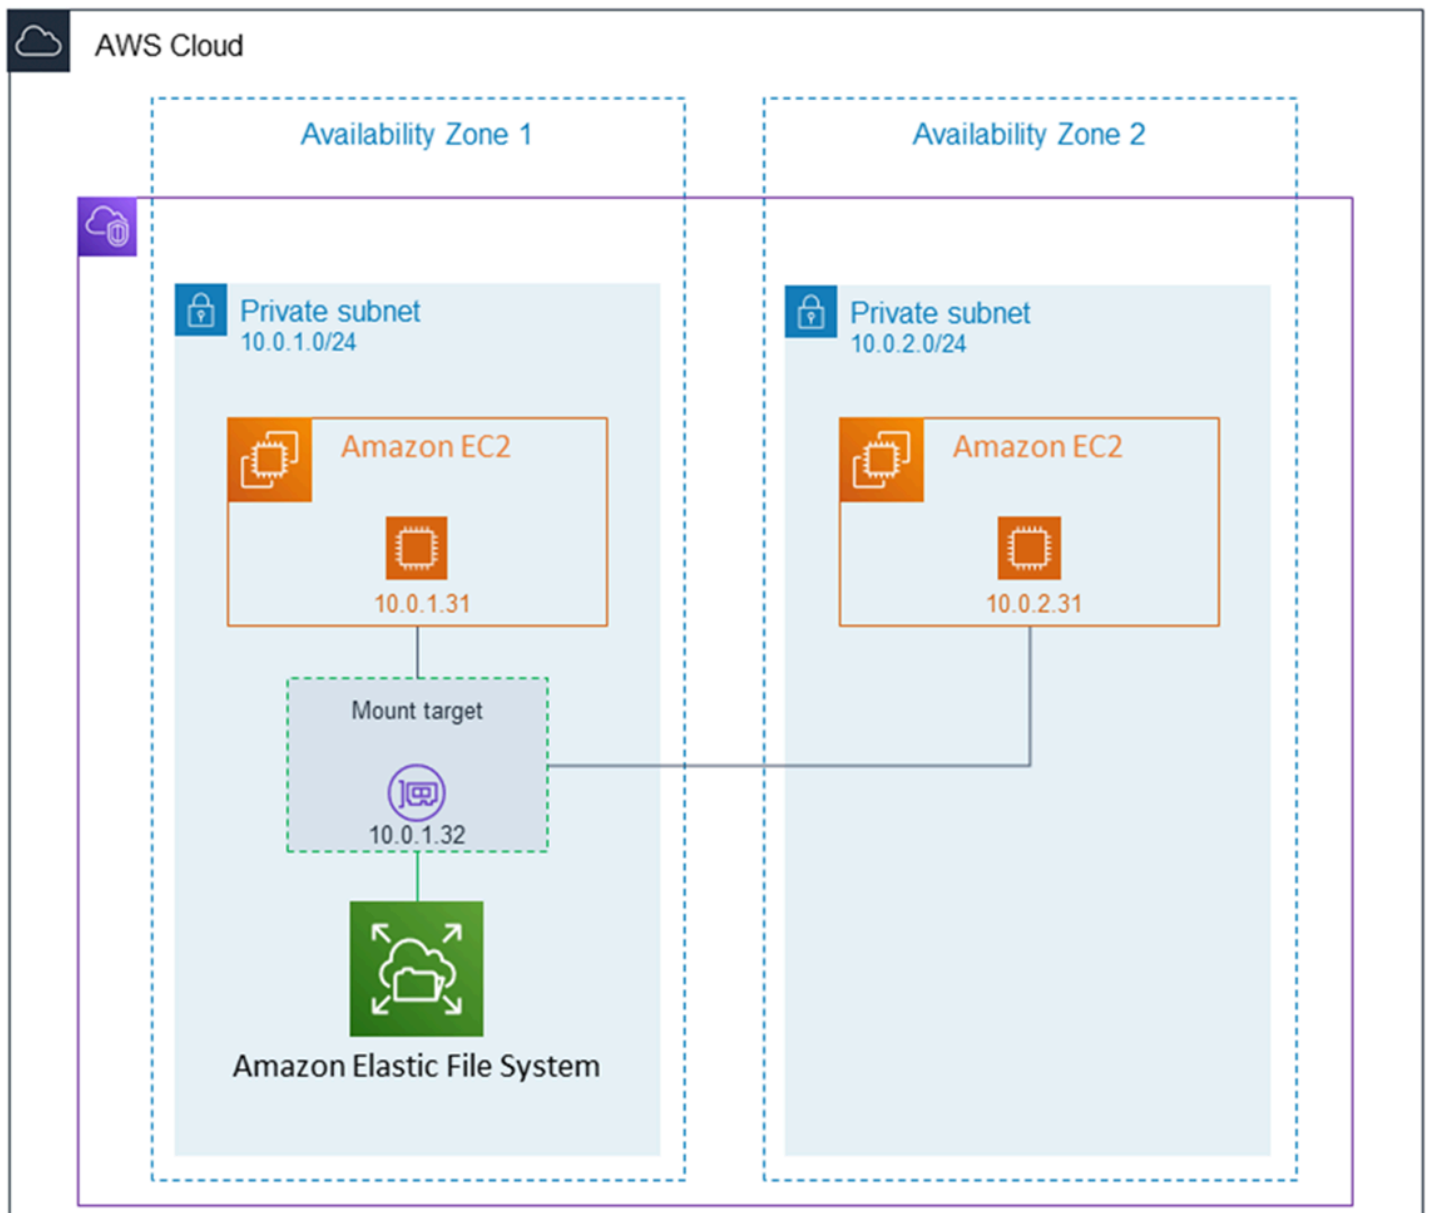 AWS Cloud
Availability Zone 1
Availability Zone 2
Private subnet
10.0.1.0/24
Private subnet
10.0.2.0/24
Amazon EC2
10.0.1.31
Amazon EC2
10.0.2.31
Mount target
10.0.1.32
Amazon Elastic File System